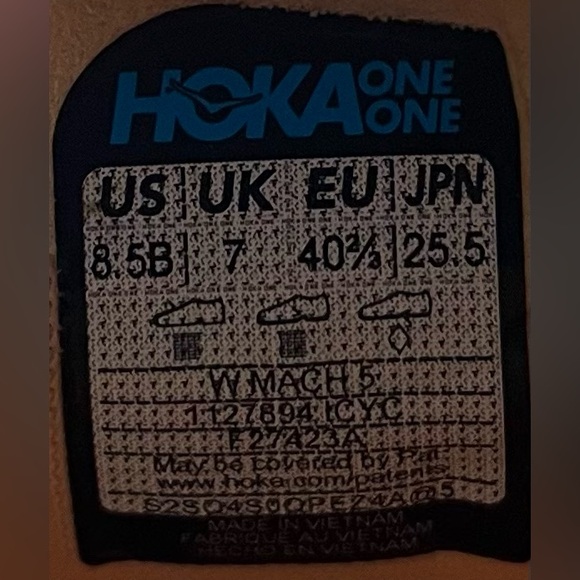 HOKA ONE ONE
US UK EU JPN
8.5B 7 40⅔ 25.5
W MACH 5
1127894 ICYC
F27423A
May be covered by Pat.
www.hoka.com/patents
MADE IN VIETNAM
FABRIQUÉ AU VIETNAM
HECHO EN VIETNAM